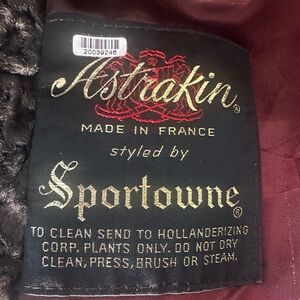 20039246
Astrakin®
MADE IN FRANCE
styled by
Sportowne®
TO CLEAN SEND TO HOLLANDERIZING
CORP. PLANTS ONLY. DO NOT DRY
CLEAN, PRESS, BRUSH OR STEAM.